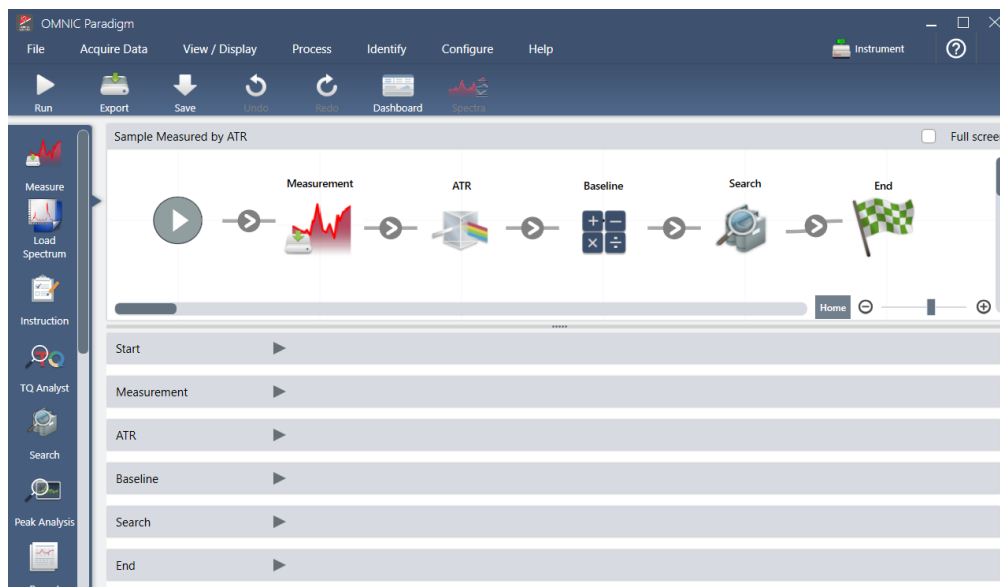 OMNIC Paradigm
File Acquire Data View / Display Process Identify Configure Help Instrument
Run Export Save Undo Redo Dashboard Spectra
Sample Measured by ATR
Measure
Load
Spectrum
Instruction
TQ Analyst
Search
Peak Analysis
Measurement ATR Baseline Search End
Home
Start
Measurement
ATR
Baseline
Search
End
Full